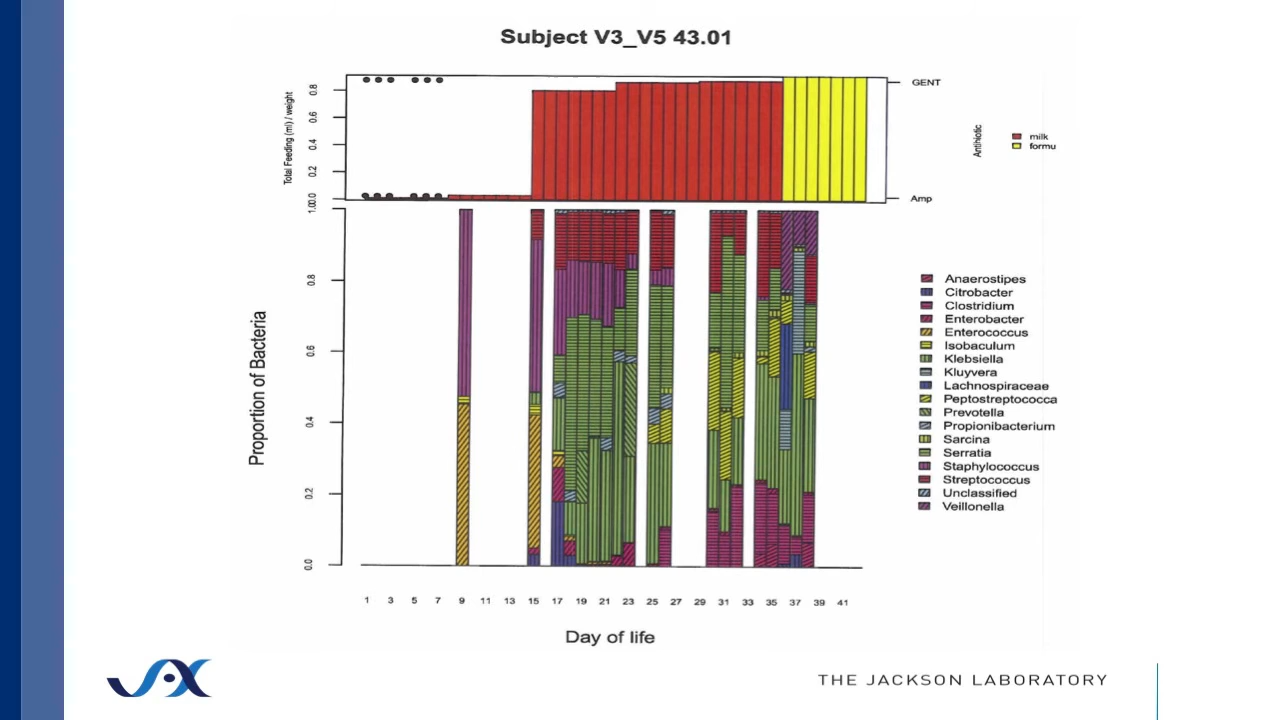 Subject V3_V5 43.01
Total Feeding (ml) / weight
0.8
0.6
0.4
0.2
GENT
Amp
Antibiotic
milk
formu
Proportion of Bacteria
0.8
0.6
0.4
0.2
0.0
Anaerostipes
Citrobacter
Clostridium
Enterobacter
Enterococcus
Isobaculum
Klebsiella
Kluyvera
Lachnospiraceae
Peptostreptococca
Prevotella
Propionibacterium
Sarcina
Serratia
Staphylococcus
Streptococcus
Unclassified
Veillonella
1 3 5 7 9 11 13 15 17 19 21 23 25 27 29 31 33 35 37 39 41
Day of life
JAX
THE JACKSON LABORATORY